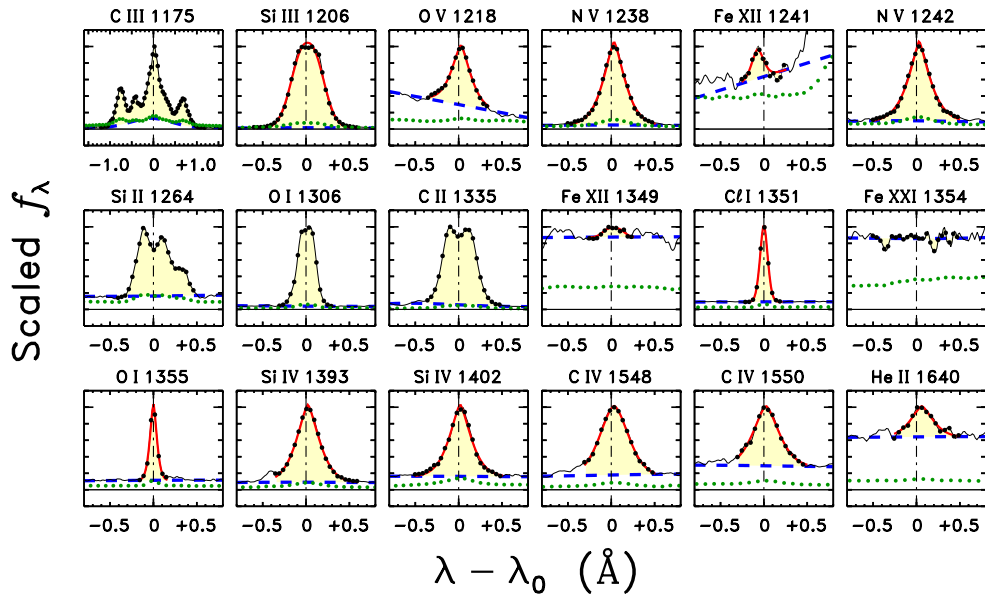 C III 1175 Si III 1206 O V 1218 N V 1238 Fe XII 1241 N V 1242
−1.0 0 +1.0 −0.5 0 +0.5 −0.5 0 +0.5 −0.5 0 +0.5 −0.5 0 +0.5 −0.5 0 +0.5
Si II 1264 O I 1306 C II 1335 Fe XII 1349 Cℓ I 1351 Fe XXI 1354
−0.5 0 +0.5 −0.5 0 +0.5 −0.5 0 +0.5 −0.5 0 +0.5 −0.5 0 +0.5 −0.5 0 +0.5
O I 1355 Si IV 1393 Si IV 1402 C IV 1548 C IV 1550 He II 1640
−0.5 0 +0.5 −0.5 0 +0.5 −0.5 0 +0.5 −0.5 0 +0.5 −0.5 0 +0.5 −0.5 0 +0.5
Scaled fλ
λ − λ0 (Å)